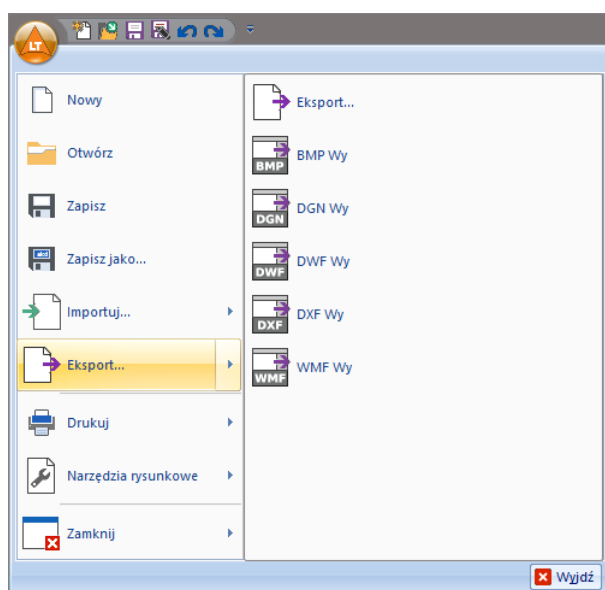 LT
Nowy
Otwórz
Zapisz
Zapisz jako...
Importuj...
Eksport...
Drukuj
Narzędzia rysunkowe
Zamknij
Eksport...
BMP BMP Wy
DGN DGN Wy
DWF DWF Wy
DXF DXF Wy
WMF WMF Wy
Wyjdź